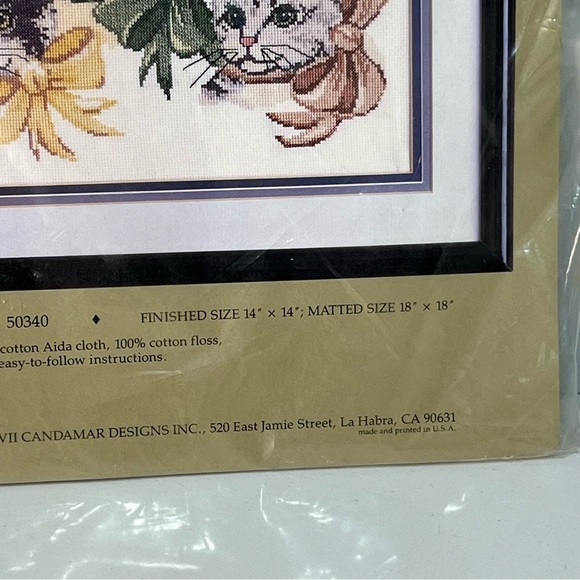 50340 ♦ FINISHED SIZE 14" × 14"; MATTED SIZE 18" × 18"
cotton Aida cloth, 100% cotton floss,
easy-to-follow instructions.
VII CANDAMAR DESIGNS INC., 520 East Jamie Street, La Habra, CA 90631
made and printed in U.S.A.